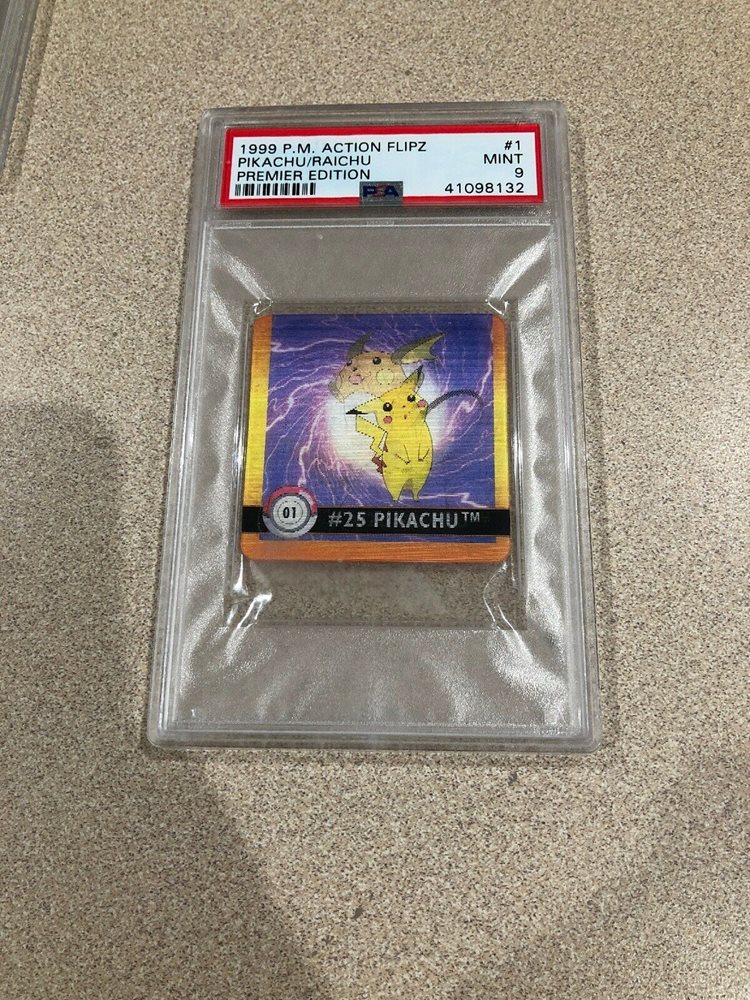 1999 P.M. ACTION FLIPZ #1
PIKACHU/RAICHU MINT
PREMIER EDITION 9
PSA 41098132
01 #25 PIKACHU™